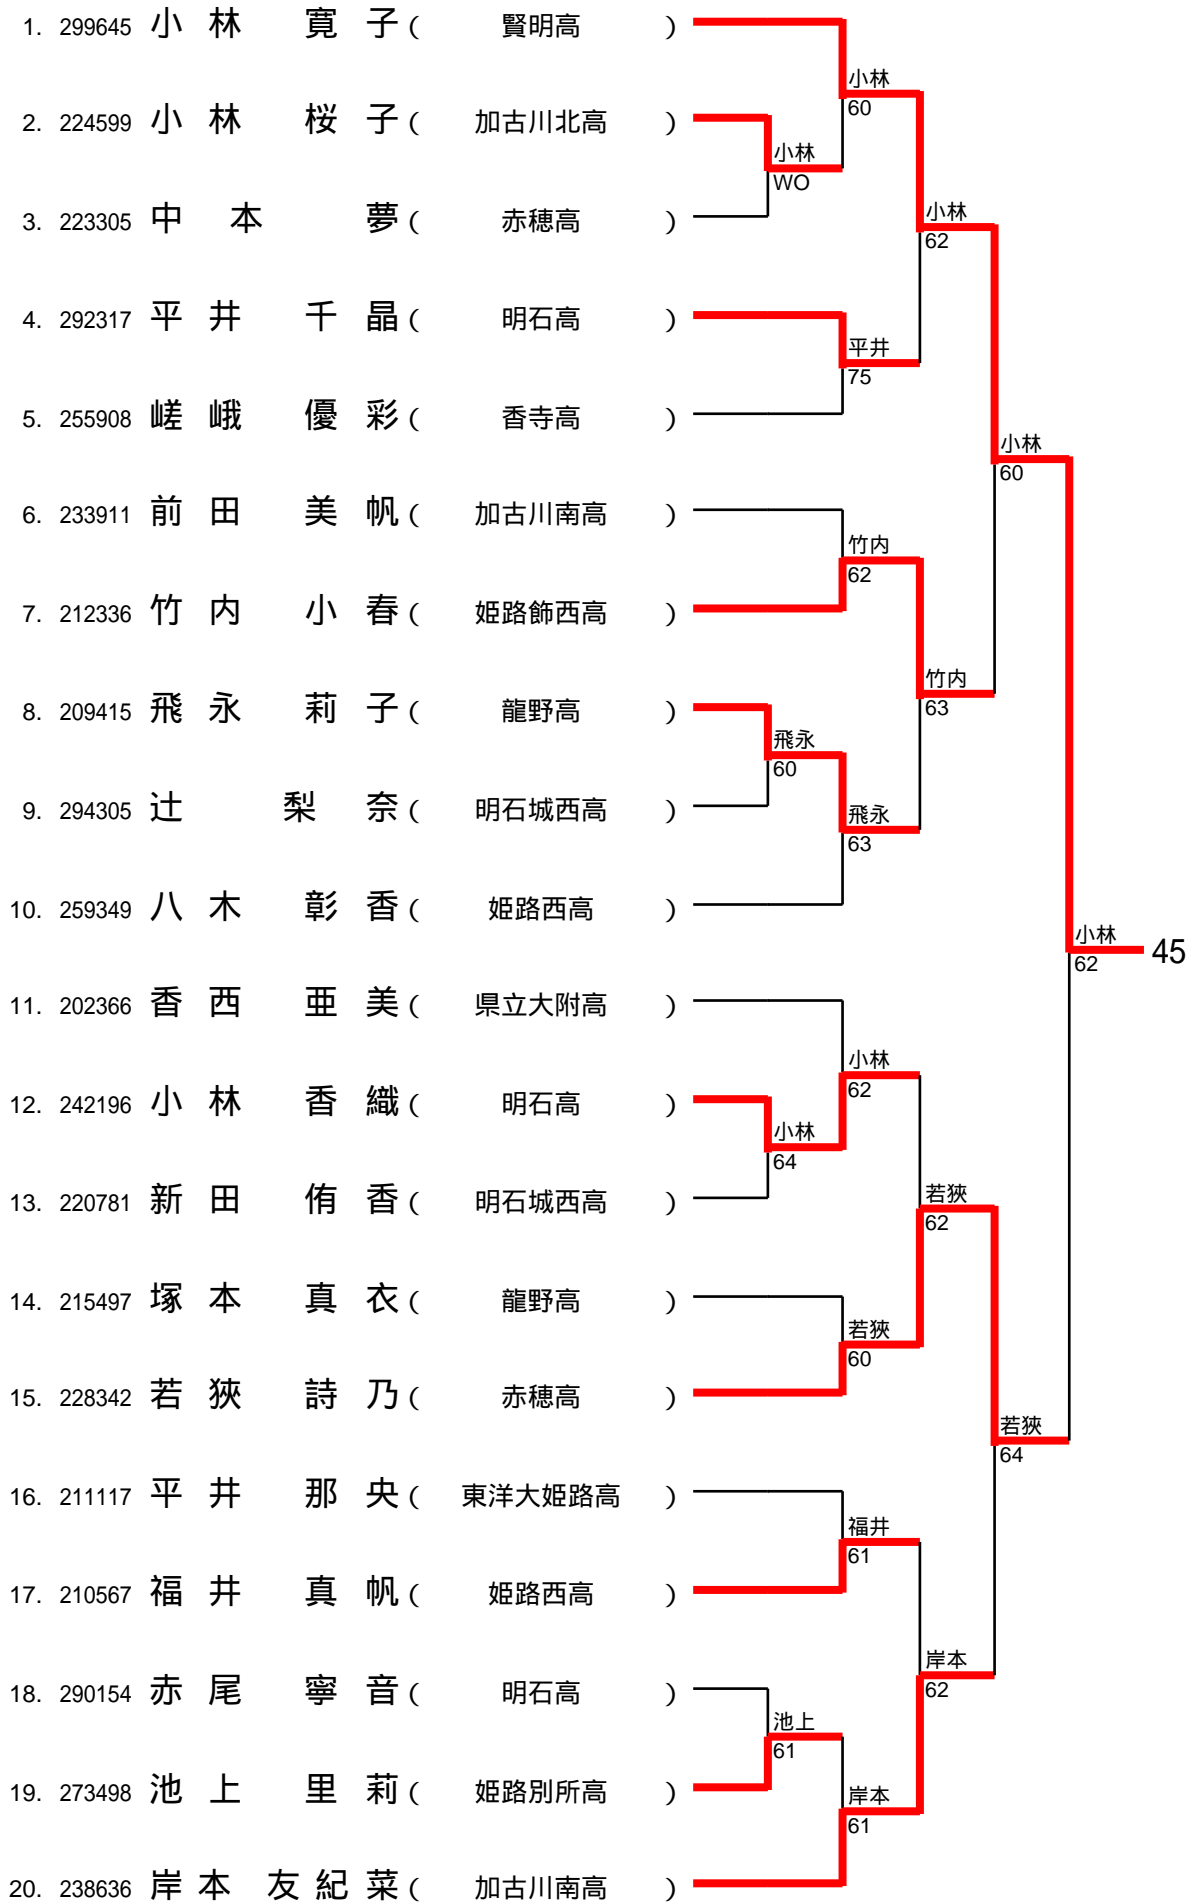 1. 299645 小林 寛子 ( 賢明高 )
小林
60
2. 224599 小林 桜子 ( 加古川北高 )
小林
WO
3. 223305 中本 夢 ( 赤穂高 )
小林
62
4. 292317 平井 千晶 ( 明石高 )
平井
75
5. 255908 嵯峨 優彩 ( 香寺高 )
小林
60
6. 233911 前田 美帆 ( 加古川南高 )
竹内
62
7. 212336 竹内 小春 ( 姫路飾西高 )
竹内
63
8. 209415 飛永 莉子 ( 龍野高 )
飛永
60
9. 294305 辻 梨奈 ( 明石城西高 )
飛永
63
10. 259349 八木 彰香 ( 姫路西高 )
小林
62
45
11. 202366 香西 亜美 ( 県立大附高 )
小林
62
12. 242196 小林 香織 ( 明石高 )
小林
64
13. 220781 新田 侑香 ( 明石城西高 )
若狹
62
14. 215497 塚本 真衣 ( 龍野高 )
若狹
60
15. 228342 若狹 詩乃 ( 赤穂高 )
若狹
64
16. 211117 平井 那央 ( 東洋大姫路高 )
福井
61
17. 210567 福井 真帆 ( 姫路西高 )
岸本
62
18. 290154 赤尾 寧音 ( 明石高 )
池上
61
19. 273498 池上 里莉 ( 姫路別所高 )
岸本
61
20. 238636 岸本 友紀菜 ( 加古川南高 )